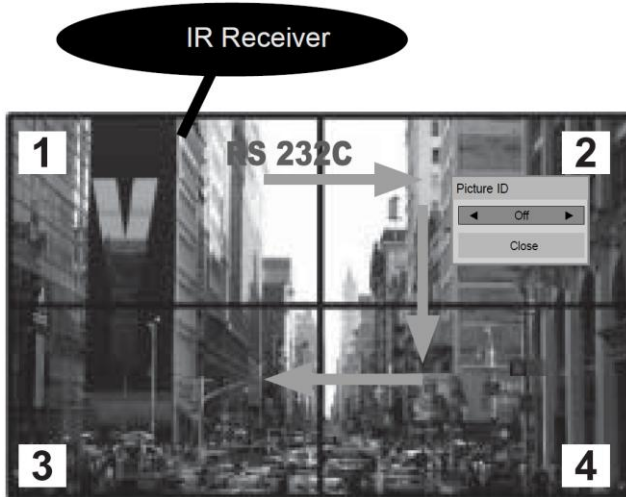 IR Receiver
1
RS 232C
2
Picture ID
◄ Off ►
Close
3
4